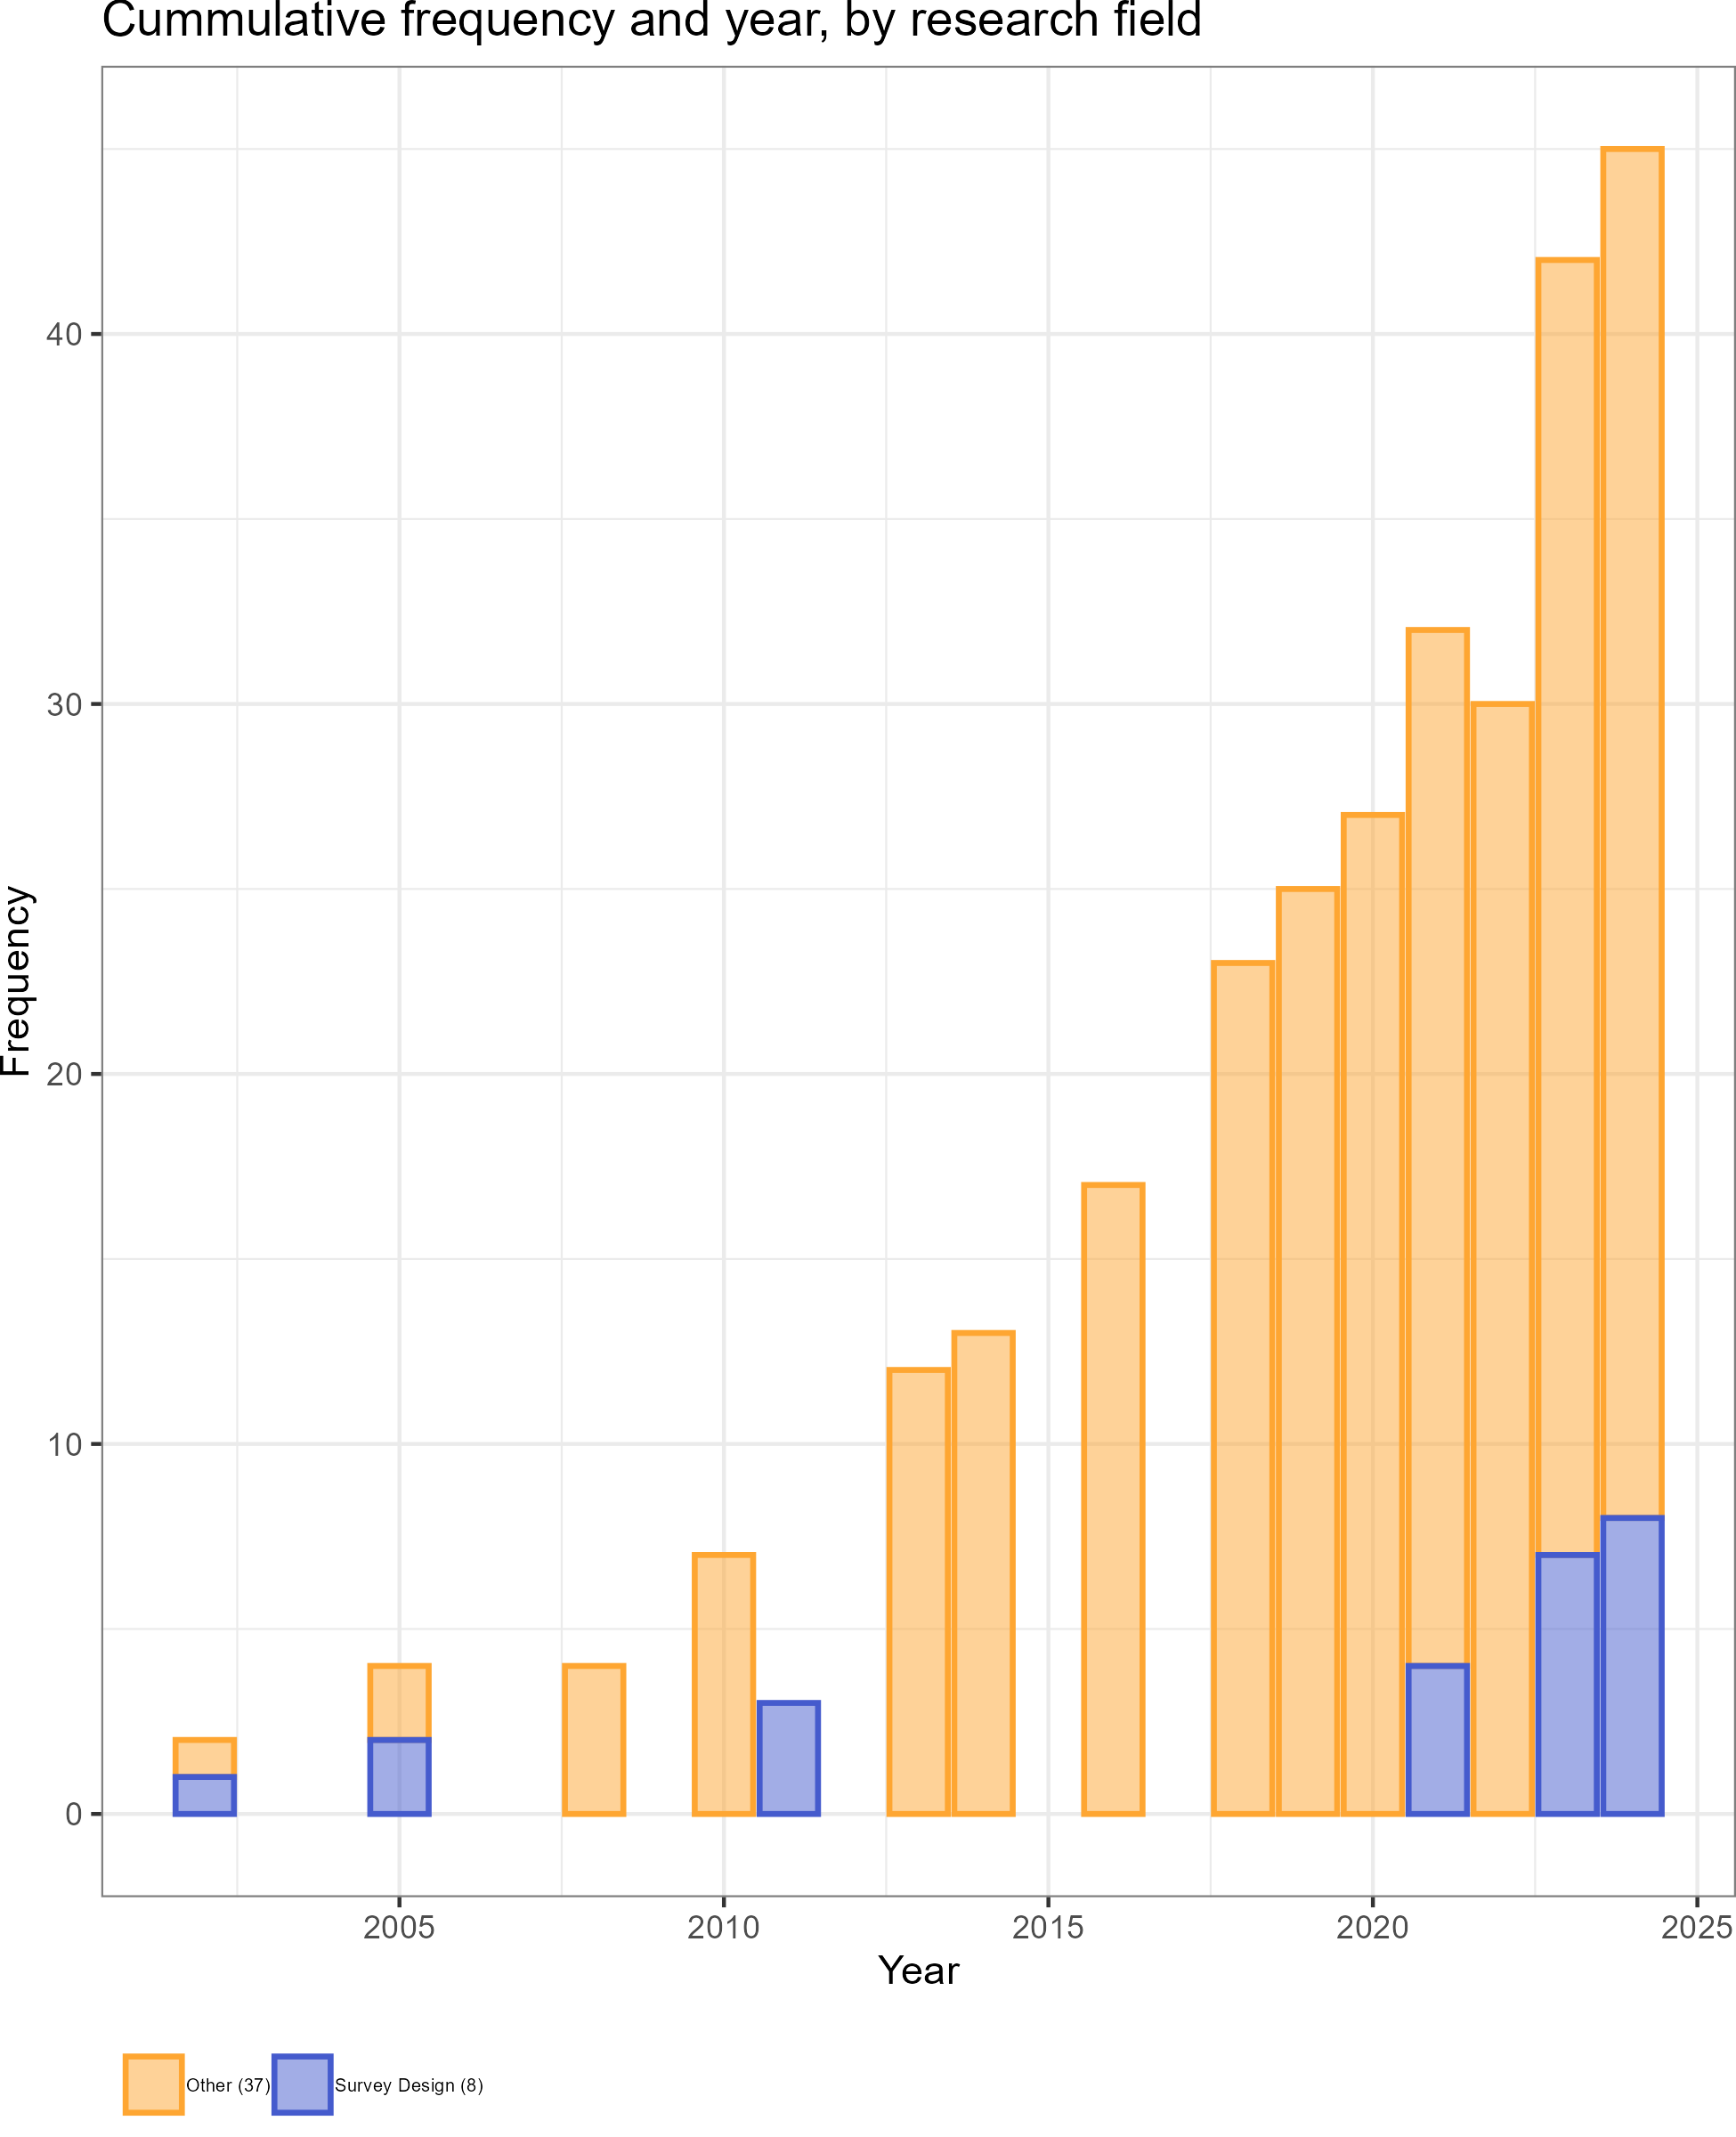 Cummulative frequency and year, by research field
Frequency
40
30
20
10
0
2005 2010 2015 2020 2025
Year
Other (37) Survey Design (8)